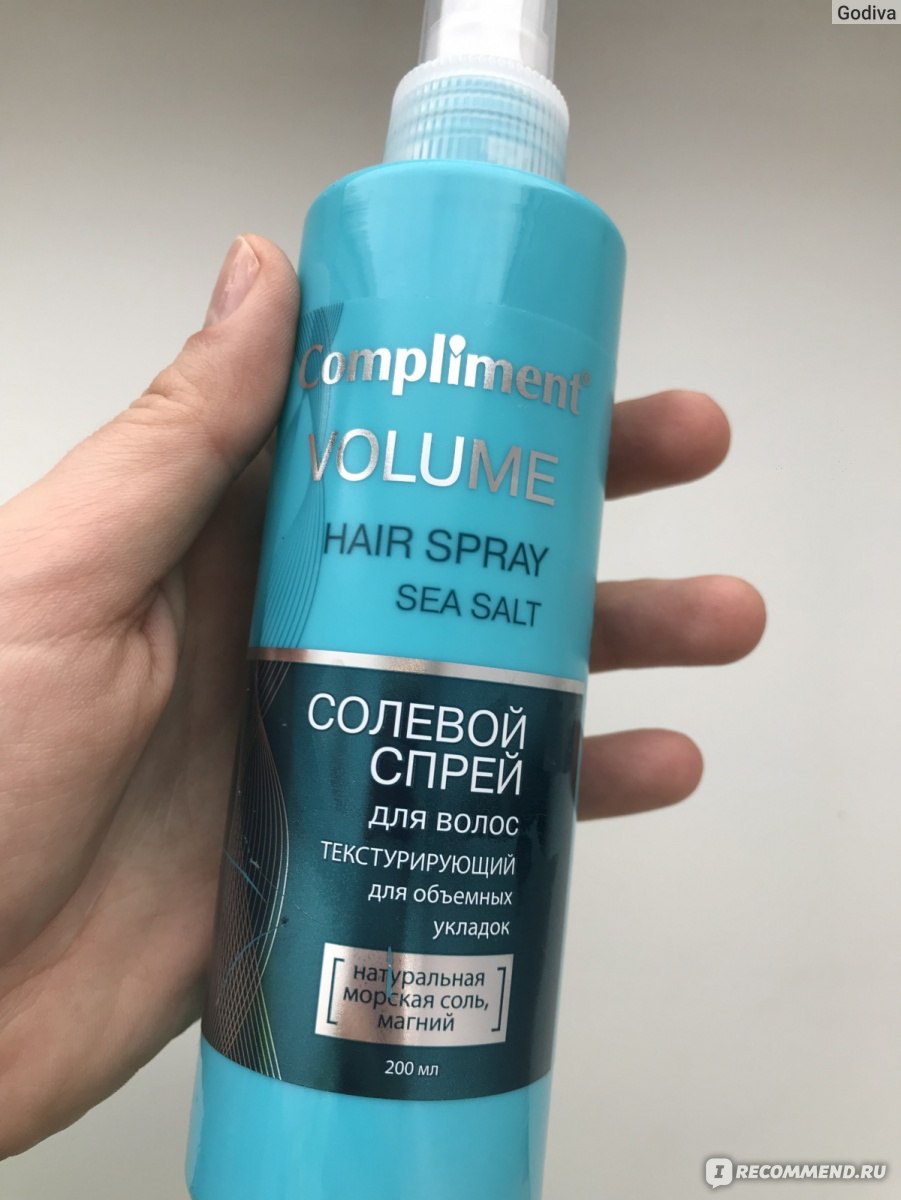 Godiva
Compliment®
VOLUME
HAIR SPRAY
SEA SALT
СОЛЕВОЙ
СПРЕЙ
для волос
ТЕКСТУРИРУЮЩИЙ
для объемных
укладок
натуральная
морская соль,
магний
200 мл
IRECOMMEND.RU